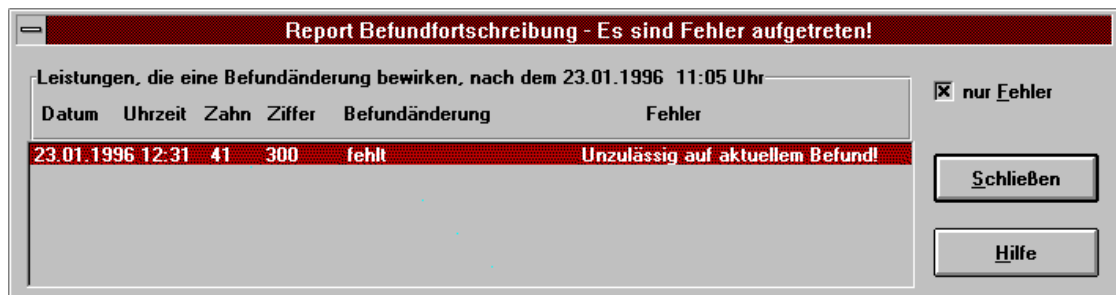 Report Befundfortschreibung - Es sind Fehler aufgetreten!
Leistungen, die eine Befundänderung bewirken, nach dem 23.01.1996 11:05 Uhr
nur Fehler
Datum Uhrzeit Zahn Ziffer Befundänderung Fehler
23.01.1996 12:31 41 300 fehlt Unzulässig auf aktuellem Befund!
Schließen
Hilfe